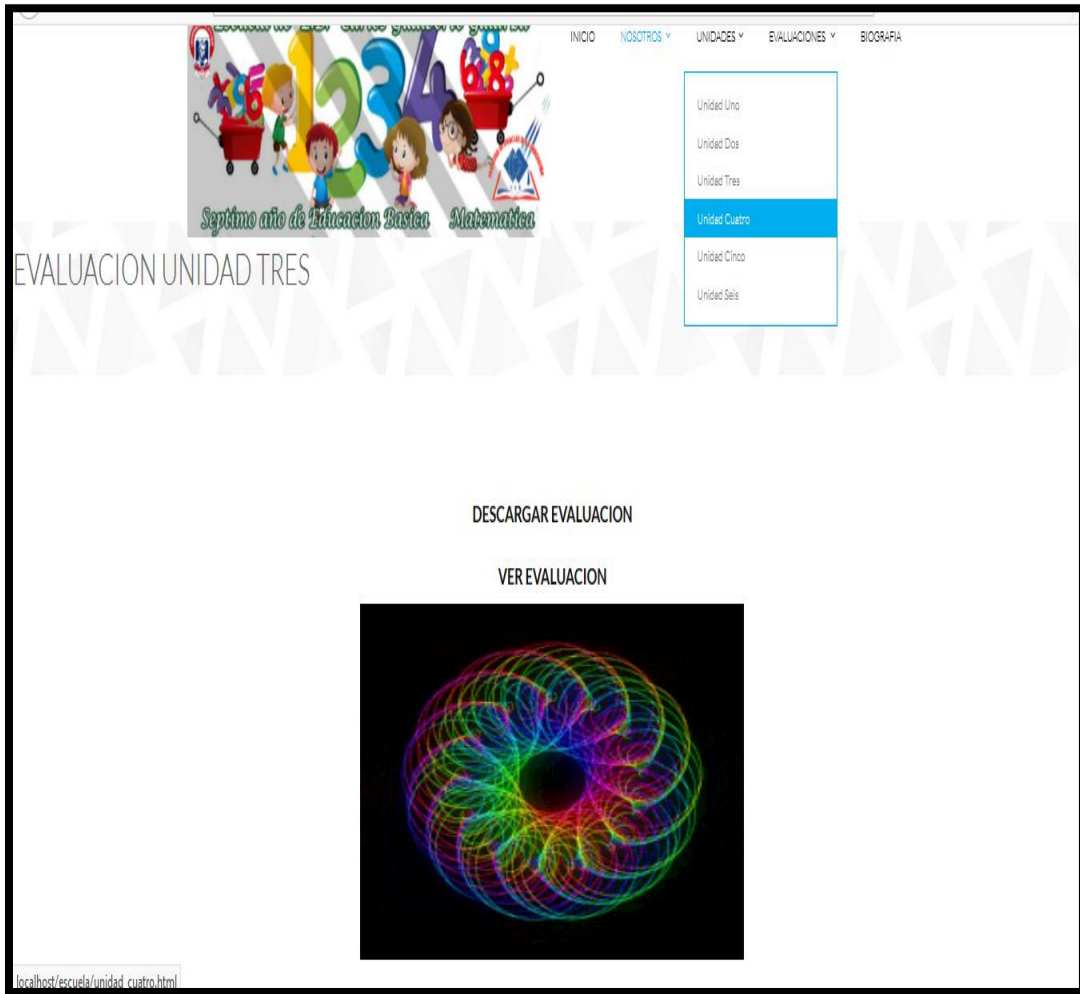 INICIO NOSOTROS UNIDADES EVALUACIONES BIOGRAFIA
Septimo año de Educacion Basica Matematica
Unidad Uno
Unidad Dos
Unidad Tres
Unidad Cuatro
Unidad Cinco
Unidad Seis
EVALUACION UNIDAD TRES
DESCARGAR EVALUACION
VER EVALUACION
localhost/escuela/unidad_cuatro.html